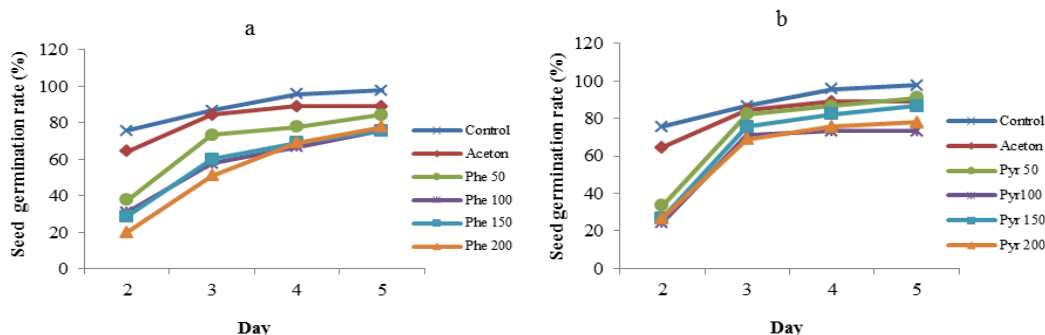 a
Seed germination rate (%)
120
100
80
60
40
20
0
2 3 4 5
Day
Control
Aceton
Phe 50
Phe 100
Phe 150
Phe 200
b
Seed germination rate (%)
120
100
80
60
40
20
0
2 3 4 5
Day
Control
Aceton
Pyr 50
Pyr100
Pyr 150
Pyr 200